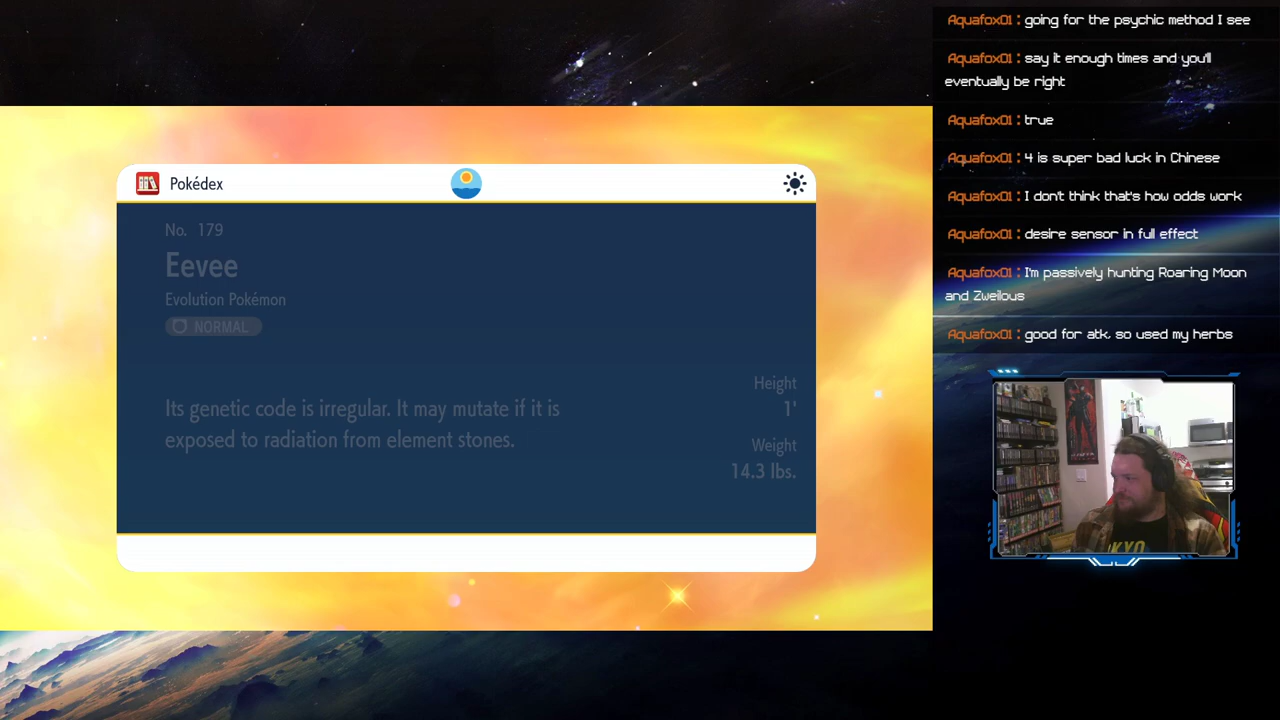 Pokédex
No. 179
Eevee
Evolution Pokémon
NORMAL
Its genetic code is irregular. It may mutate if it is
exposed to radiation from element stones.
Height
1'
Weight
14.3 lbs.
Aquafox01 : going for the psychic method I see
Aquafox01 : say it enough times and you'll
eventually be right
Aquafox01 : true
Aquafox01 : 4 is super bad luck in Chinese
Aquafox01 : I don't think that's how odds work
Aquafox01 : desire sensor in full effect
Aquafox01 : I'm passively hunting Roaring Moon
and Zweilous
Aquafox01 : good for atk, so used my herbs